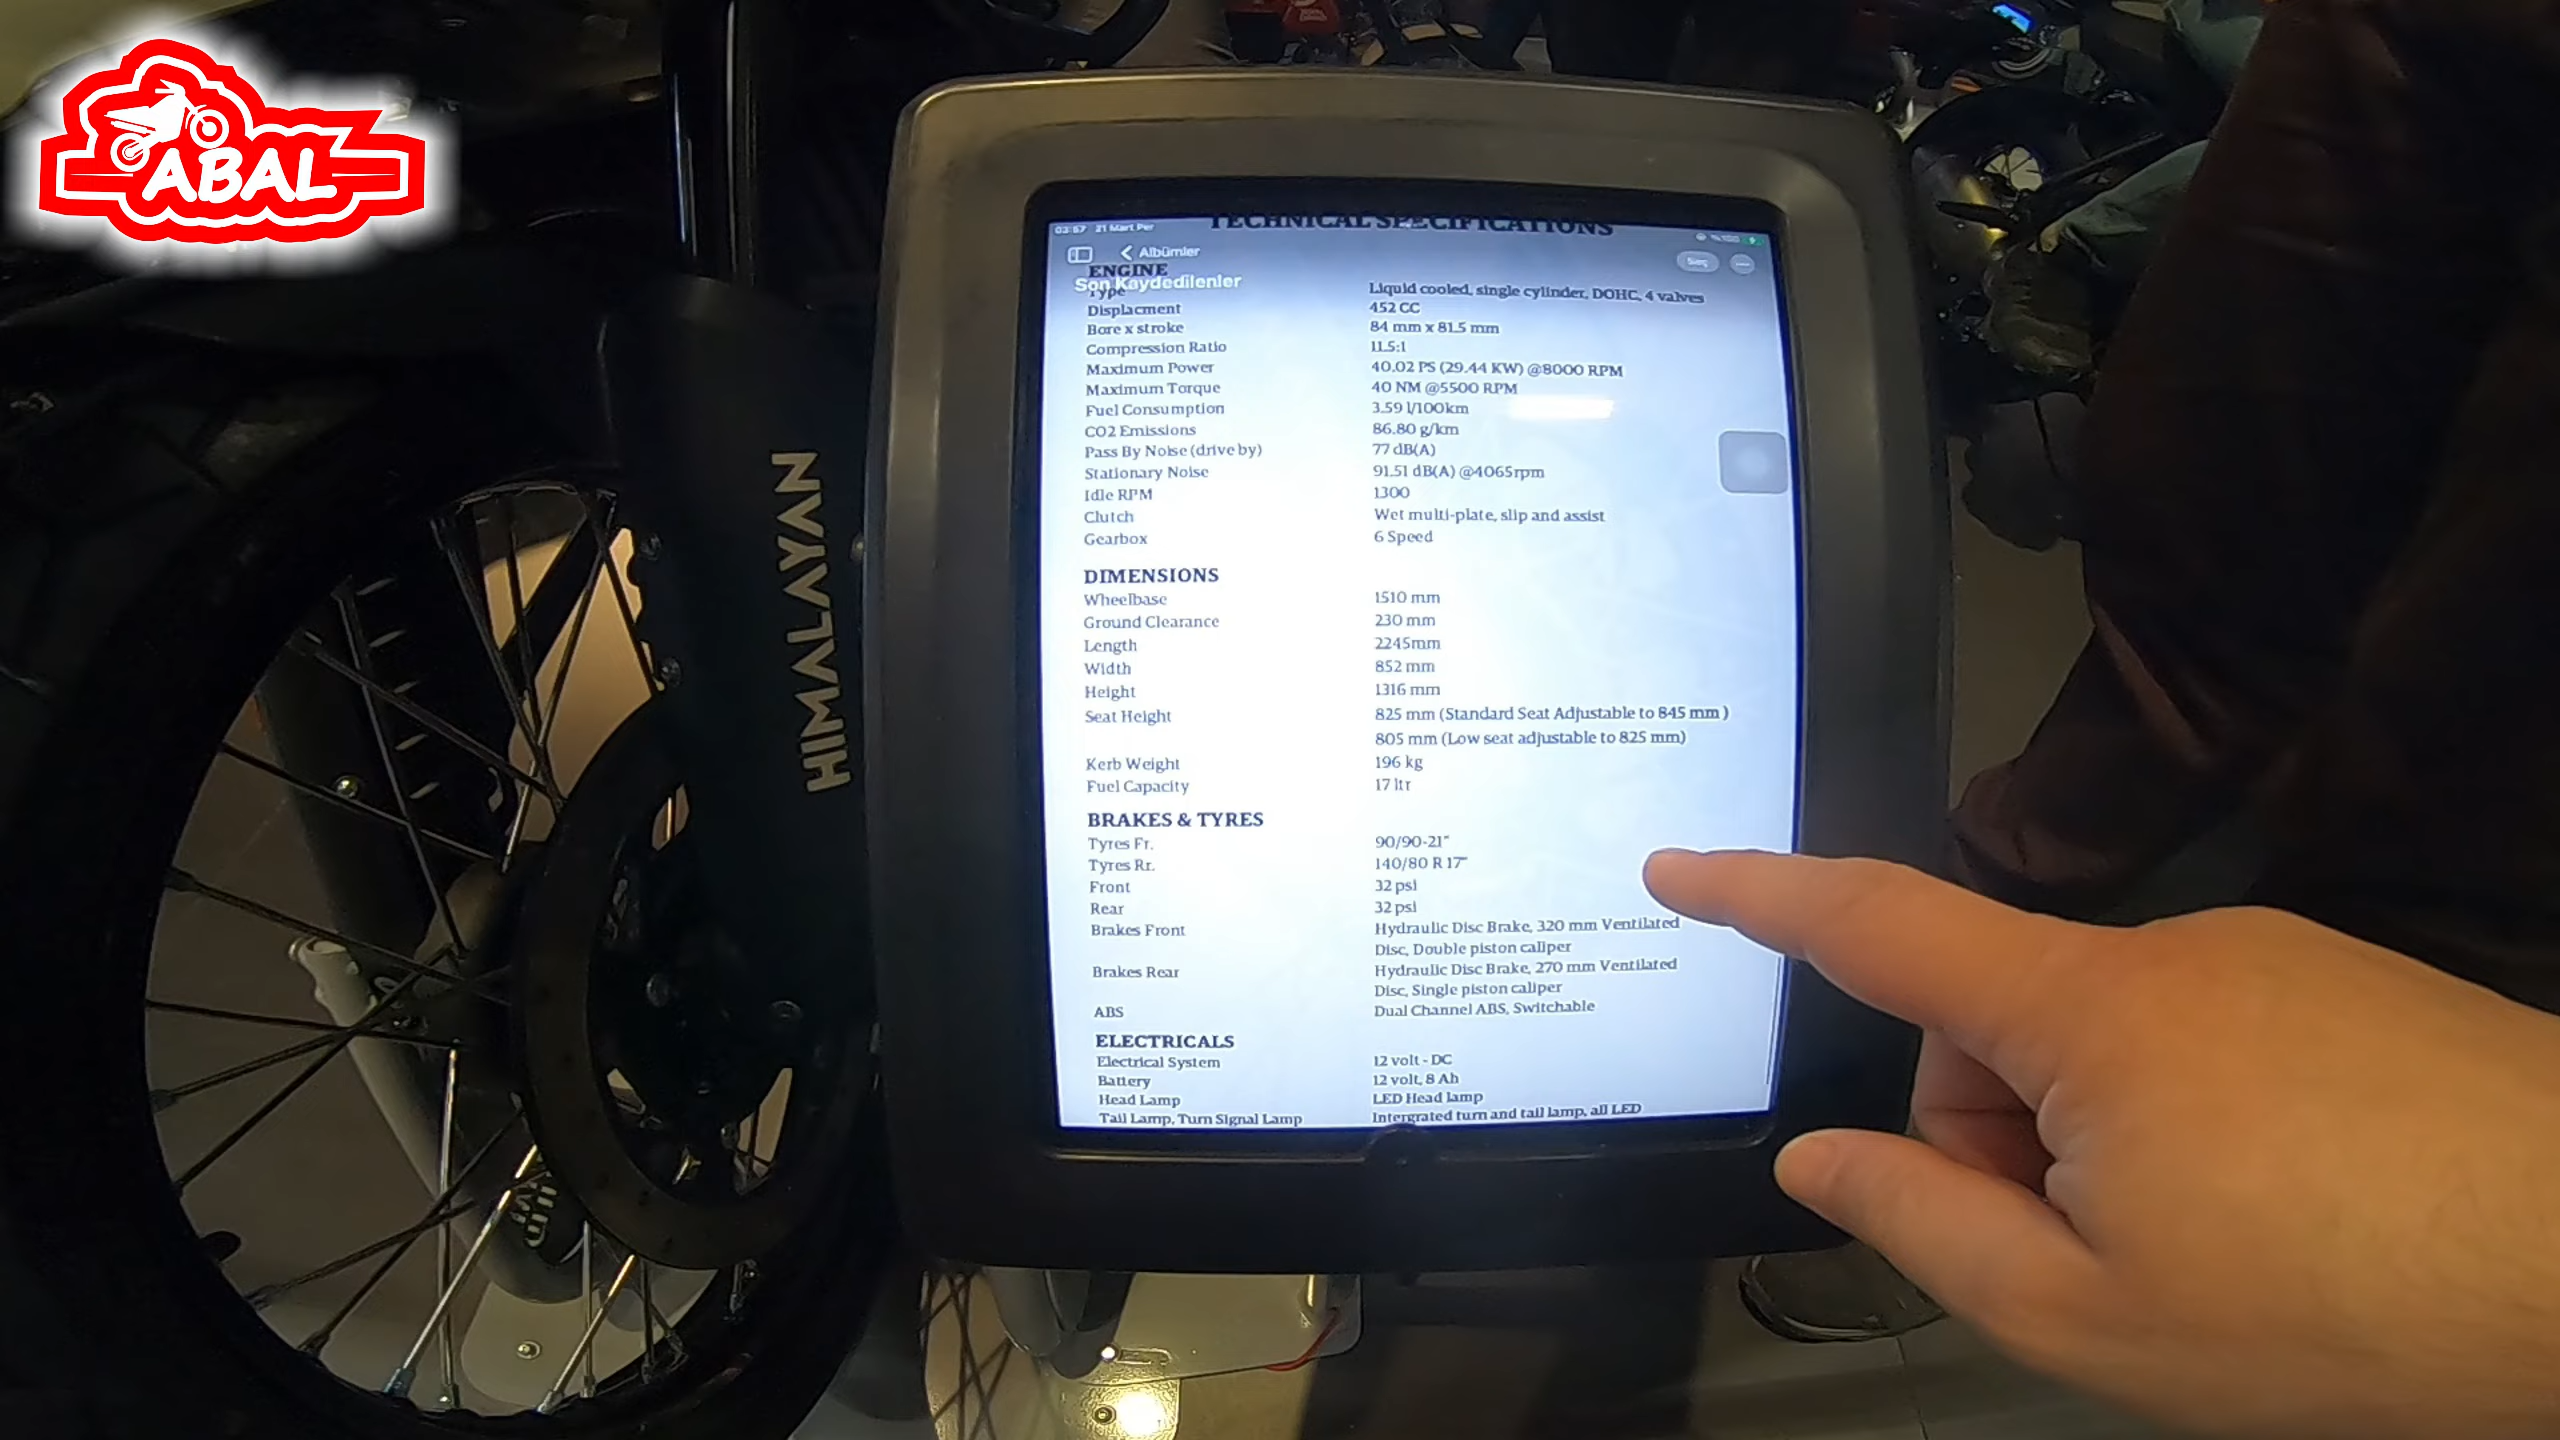 ABAL
HIMALAYAN
03:57 21 Mart Per
TECHNICAL SPECIFICATIONS
Albümler
Seç
Son Kaydedilenler
ENGINE
Type Liquid cooled, single cylinder, DOHC, 4 valves
Displacment 452 CC
Bore x stroke 84 mm x 81.5 mm
Compression Ratio 11.5:1
Maximum Power 40.02 PS (29.44 KW) @8000 RPM
Maximum Torque 40 NM @5500 RPM
Fuel Consumption 3.59 l/100km
CO2 Emissions 86.80 g/km
Pass By Noise (drive by) 77 dB(A)
Stationary Noise 91.51 dB(A) @4065rpm
Idle RPM 1300
Clutch Wet multi-plate, slip and assist
Gearbox 6 Speed
DIMENSIONS
Wheelbase 1510 mm
Ground Clearance 230 mm
Length 2245mm
Width 852 mm
Height 1316 mm
Seat Height 825 mm (Standard Seat Adjustable to 845 mm )
805 mm (Low seat adjustable to 825 mm)
Kerb Weight 196 kg
Fuel Capacity 17 ltr
BRAKES & TYRES
Tyres Fr. 90/90-21"
Tyres Rr. 140/80 R 17"
Front 32 psi
Rear 32 psi
Brakes Front Hydraulic Disc Brake, 320 mm Ventilated
Disc, Double piston caliper
Brakes Rear Hydraulic Disc Brake, 270 mm Ventilated
Disc, Single piston caliper
ABS Dual Channel ABS, Switchable
ELECTRICALS
Electrical System 12 volt - DC
Battery 12 volt, 8 Ah
Head Lamp LED Head lamp
Tail Lamp, Turn Signal Lamp Intergrated turn and tail lamp, all LED